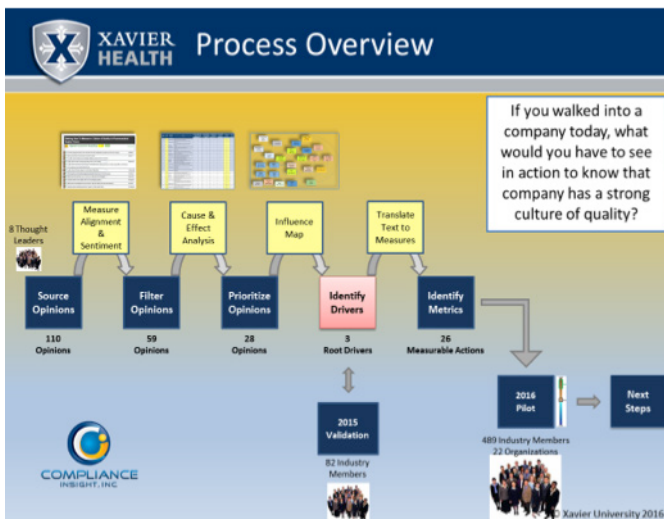 XAVIER
HEALTH
Process Overview
If you walked into a
company today, what
would you have to see
in action to know that
company has a strong
culture of quality?
8 Thought
Leaders
Measure
Alignment
&
Sentiment
Cause &
Effect
Analysis
Influence
Map
Translate
Text to
Measures
Source
Opinions
Filter
Opinions
Prioritize
Opinions
Identify
Drivers
Identify
Metrics
110
Opinions
59
Opinions
28
Opinions
3
Root Drivers
26
Measurable Actions
2015
Validation
82 Industry
Members
2016
Pilot
Next
Steps
489 Industry Members
22 Organizations
COMPLIANCE
INSIGHT, INC
© Xavier University 2016